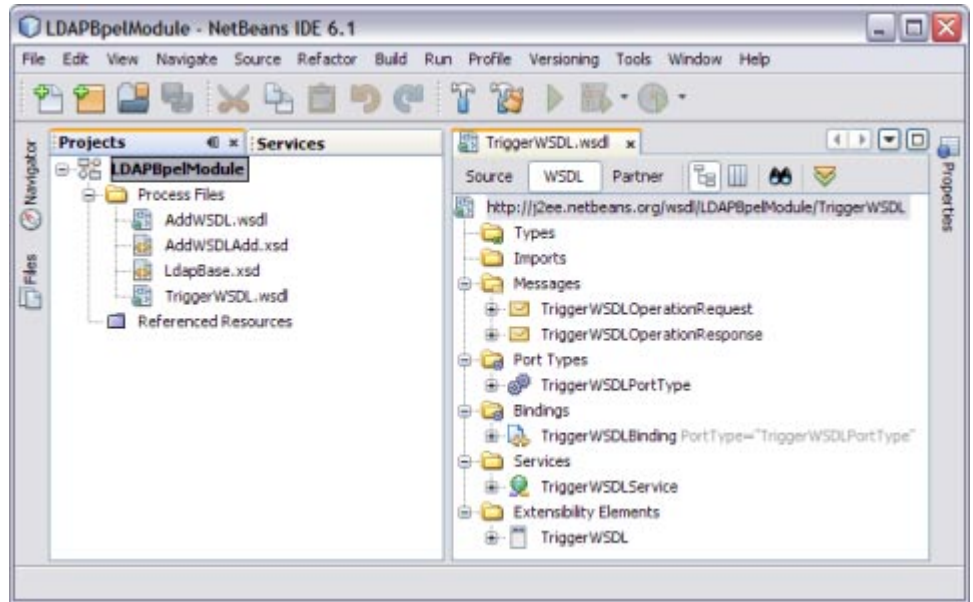 LDAPBpelModule - NetBeans IDE 6.1
File Edit View Navigate Source Refactor Build Run Profile Versioning Tools Window Help
Navigator
Files
Projects
Services
LDAPBpelModule
Process Files
AddWSDL.wsdl
AddWSDLAdd.xsd
LdapBase.xsd
TriggerWSDL.wsdl
Referenced Resources
TriggerWSDL.wsdl
Source WSDL Partner
http://j2ee.netbeans.org/wsdl/LDAPBpelModule/TriggerWSDL
Types
Imports
Messages
TriggerWSDLOperationRequest
TriggerWSDLOperationResponse
Port Types
TriggerWSDLPortType
Bindings
TriggerWSDLBinding PortType="TriggerWSDLPortType"
Services
TriggerWSDLService
Extensibility Elements
TriggerWSDL
Properties